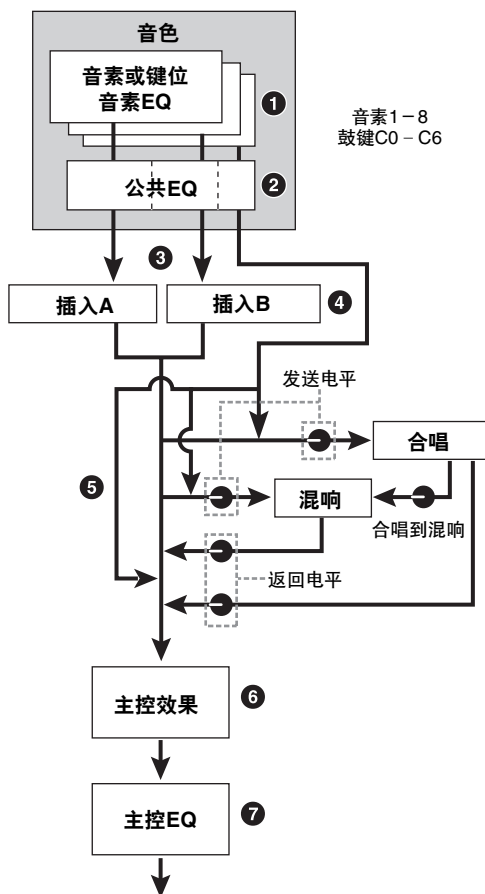 音色
音素或键位
音素EQ
❶
音素1－8
鼓键C0－C6
公共EQ
❷
❸
插入A
插入B
❹
发送电平
合唱
❺
混响
合唱到混响
返回电平
主控效果
❻
主控EQ
❼